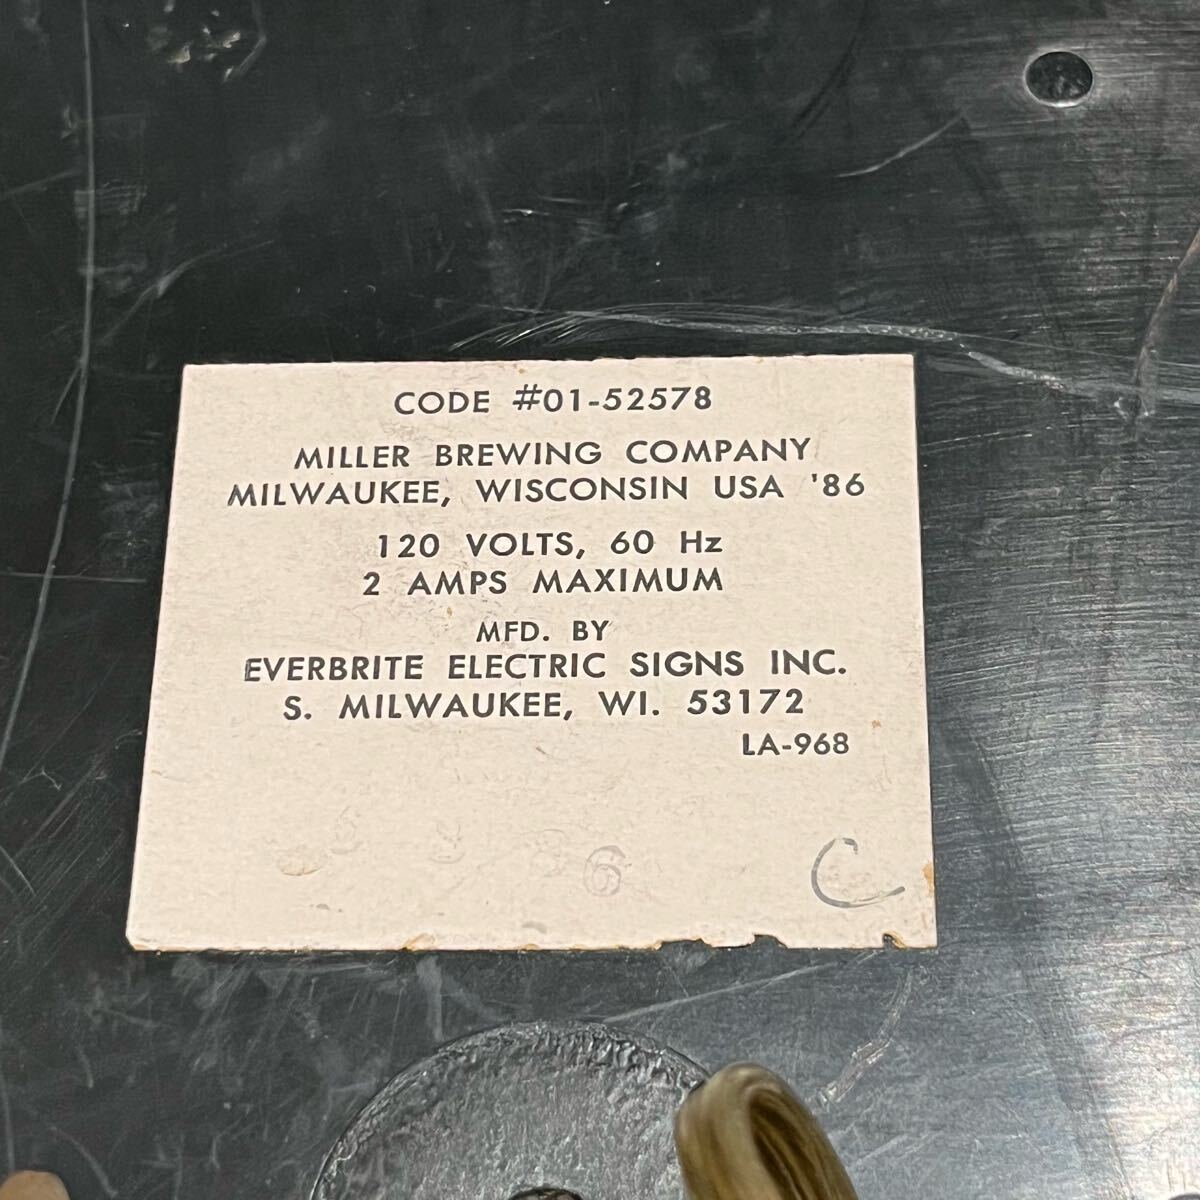 CODE #01-52578
MILLER BREWING COMPANY
MILWAUKEE, WISCONSIN USA '86
120 VOLTS, 60 Hz
2 AMPS MAXIMUM
MFD. BY
EVERBRITE ELECTRIC SIGNS INC.
S. MILWAUKEE, WI. 53172
LA-968
6
C